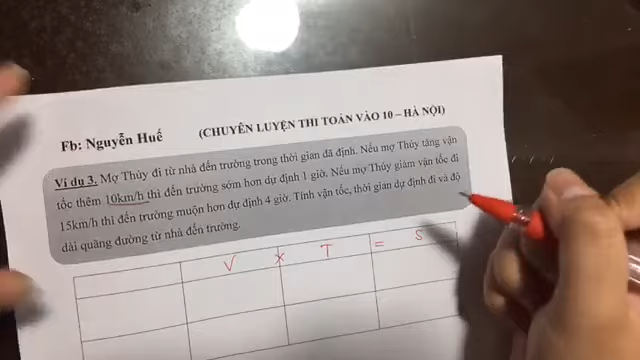 Fb: Nguyễn Huế (CHUYÊN LUYỆN THI TOÁN VÀO 10 – HÀ NỘI)
Ví dụ 3. Mợ Thúy đi từ nhà đến trường trong thời gian đã định. Nếu mợ Thúy tăng vận
tốc thêm 10km/h thì đến trường sớm hơn dự định 1 giờ. Nếu mợ Thúy giảm vận tốc đi
15km/h thì đến trường muộn hơn dự định 4 giờ. Tính vận tốc, thời gian dự định đi và độ
dài quãng đường từ nhà đến trường.
V x T = S